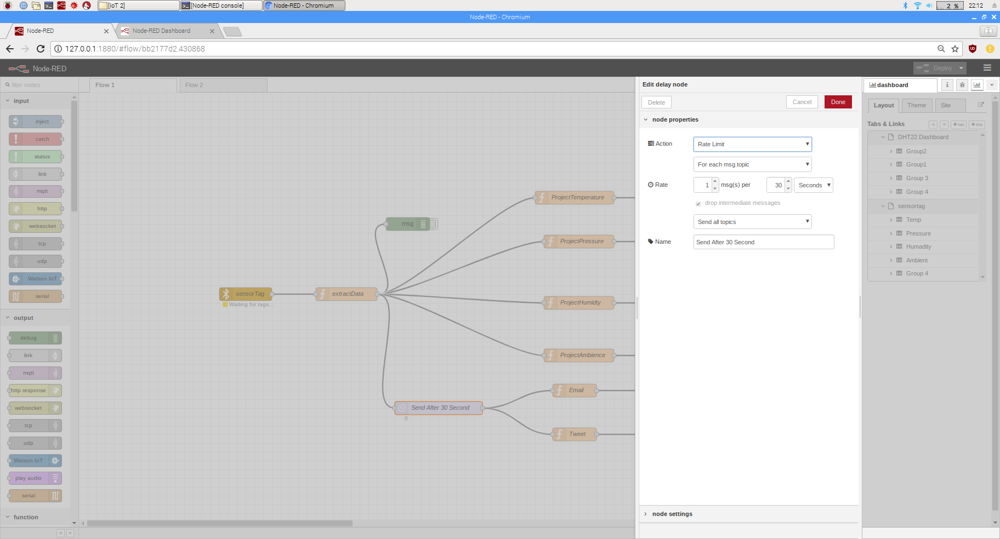 [IoT 2]
[Node-RED console]
Node-RED - Chromium
2 %
22:12
Node-RED - Chromium
Node-RED
Node-RED Dashboard
127.0.0.1:1880/#flow/bb2177d2.430868
Node-RED
Deploy
filter nodes
input
inject
catch
status
link
mqtt
http
websocket
tcp
udp
Watson IoT
serial
output
debug
link
mqtt
http response
websocket
tcp
udp
Watson IoT
play audio
serial
function
Flow 1
Flow 2
msg
sensorTag
Waiting for tags...
extractData
ProjectTemperature
ProjectPressure
ProjectHumidty
ProjectAmbience
Send After 30 Second
0
Email
Tweet
Edit delay node
Delete
Cancel
Done
node properties
Action
Rate Limit
For each msg.topic
Rate
1
msg(s) per
30
Seconds
drop intermediate messages
Send all topics
Name
Send After 30 Second
node settings
dashboard
Layout
Theme
Site
Tabs & Links
+ tab
+ link
DHT22 Dashboard
Group2
Group1
Group 3
Group 4
sensortag
Temp
Pressure
Humadity
Ambient
Group 4